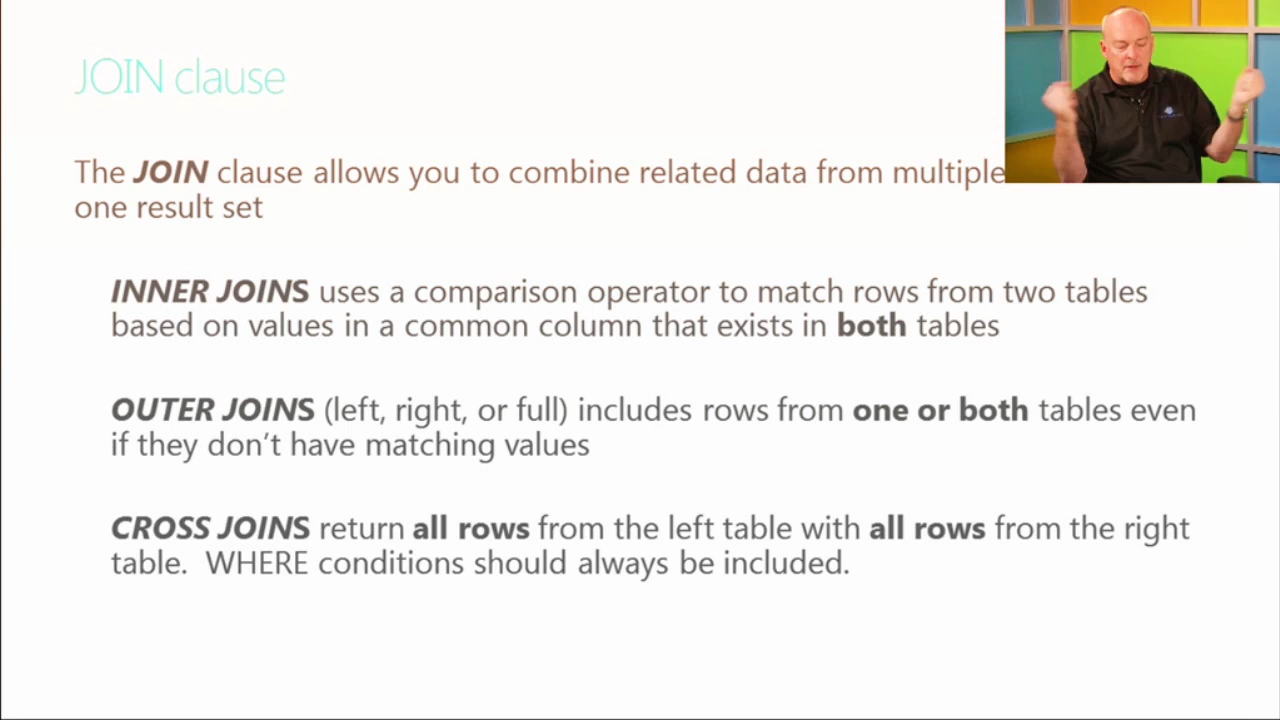 JOIN clause
The JOIN clause allows you to combine related data from multiple
one result set
INNER JOINS uses a comparison operator to match rows from two tables
based on values in a common column that exists in both tables
OUTER JOINS (left, right, or full) includes rows from one or both tables even
if they don't have matching values
CROSS JOINS return all rows from the left table with all rows from the right
table.  WHERE conditions should always be included.